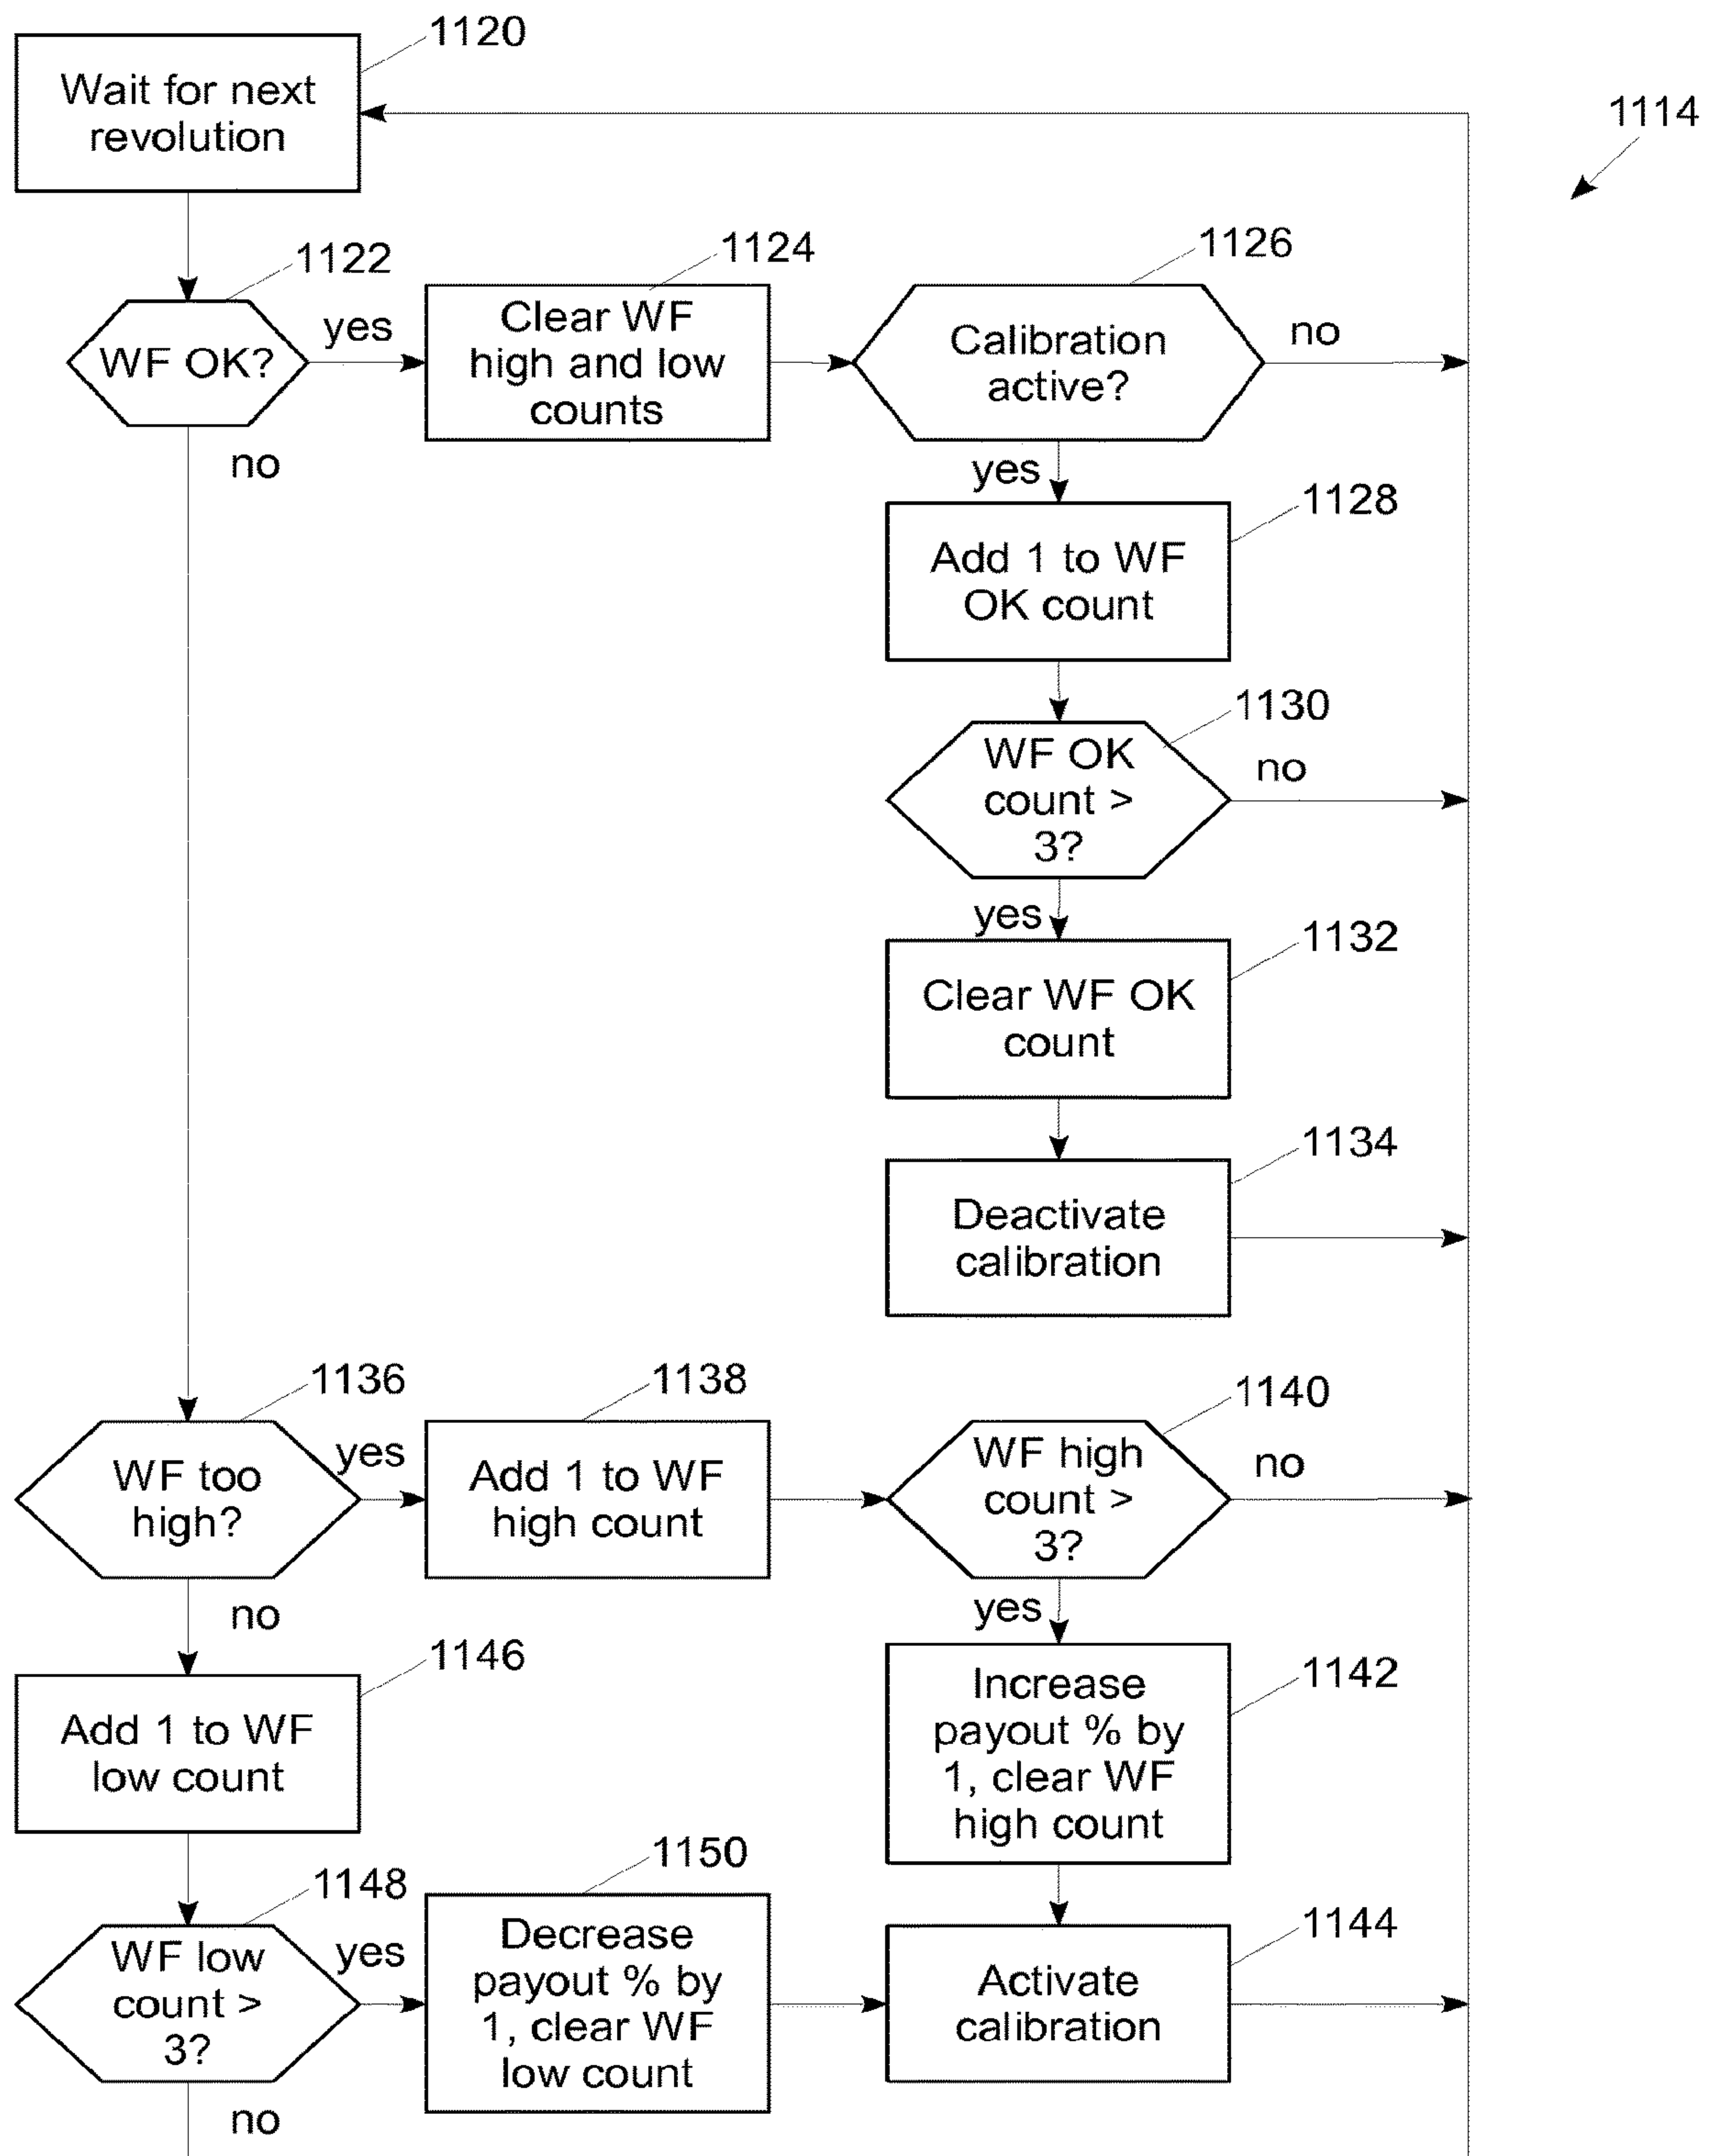 1120
Wait for next
revolution
1114
1122
WF OK?
yes
no
1124
Clear WF
high and low
counts
1126
Calibration
active?
no
yes
1128
Add 1 to WF
OK count
1130
WF OK
count >
3?
no
yes
1132
Clear WF OK
count
1134
Deactivate
calibration
1136
WF too
high?
yes
no
1138
Add 1 to WF
high count
1140
WF high
count >
3?
no
yes
1142
Increase
payout % by
1, clear WF
high count
1146
Add 1 to WF
low count
1148
WF low
count >
3?
yes
no
1150
Decrease
payout % by
1, clear WF
low count
1144
Activate
calibration